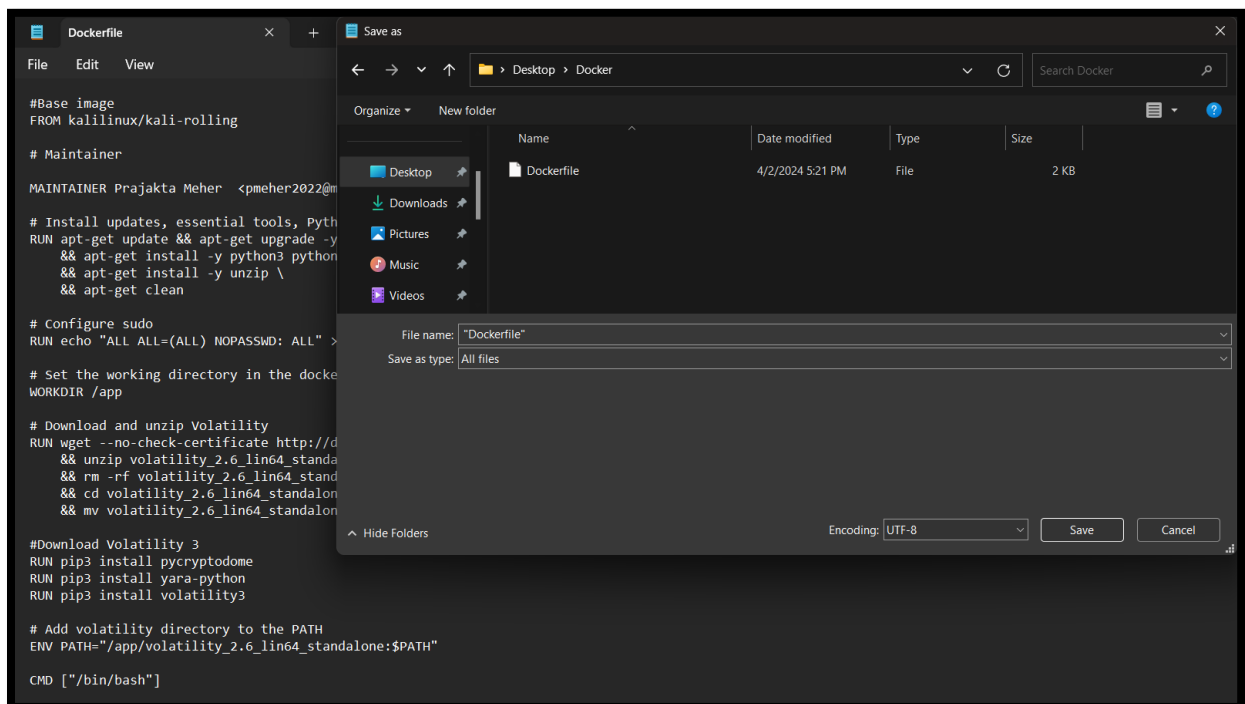 Dockerfile
File Edit View
#Base image
FROM kalilinux/kali-rolling
# Maintainer
MAINTAINER Prajakta Meher <pmeher2022@m
# Install updates, essential tools, Pyth
RUN apt-get update && apt-get upgrade -y
&& apt-get install -y python3 python
&& apt-get install -y unzip \
&& apt-get clean
# Configure sudo
RUN echo "ALL ALL=(ALL) NOPASSWD: ALL" >
# Set the working directory in the docke
WORKDIR /app
# Download and unzip Volatility
RUN wget --no-check-certificate http://d
&& unzip volatility_2.6_lin64_standa
&& rm -rf volatility_2.6_lin64_stand
&& cd volatility_2.6_lin64_standalon
&& mv volatility_2.6_lin64_standalon
#Download Volatility 3
RUN pip3 install pycryptodome
RUN pip3 install yara-python
RUN pip3 install volatility3
# Add volatility directory to the PATH
ENV PATH="/app/volatility_2.6_lin64_standalone:$PATH"
CMD ["/bin/bash"]
Save as
Desktop > Docker
Search Docker
Organize New folder
Name Date modified Type Size
Dockerfile 4/2/2024 5:21 PM File 2 KB
Desktop
Downloads
Pictures
Music
Videos
File name: "Dockerfile"
Save as type: All files
Hide Folders
Encoding: UTF-8 Save Cancel